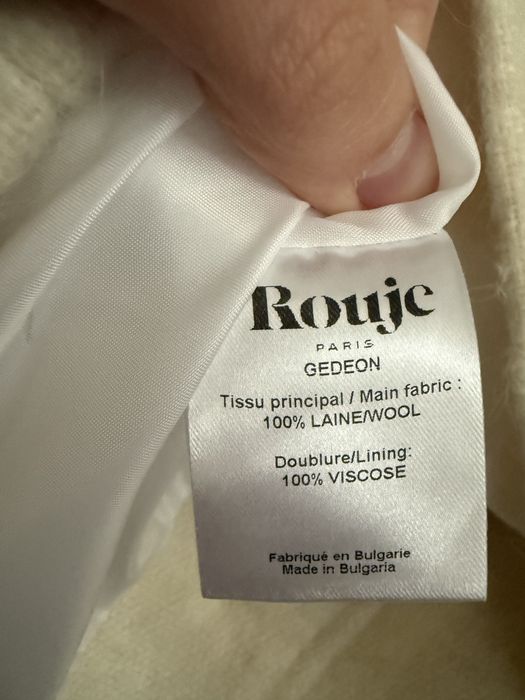 Rouje
PARIS
GEDEON
Tissu principal / Main fabric :
100% LAINE/WOOL
Doublure/Lining:
100% VISCOSE
Fabriqué en Bulgarie
Made in Bulgaria